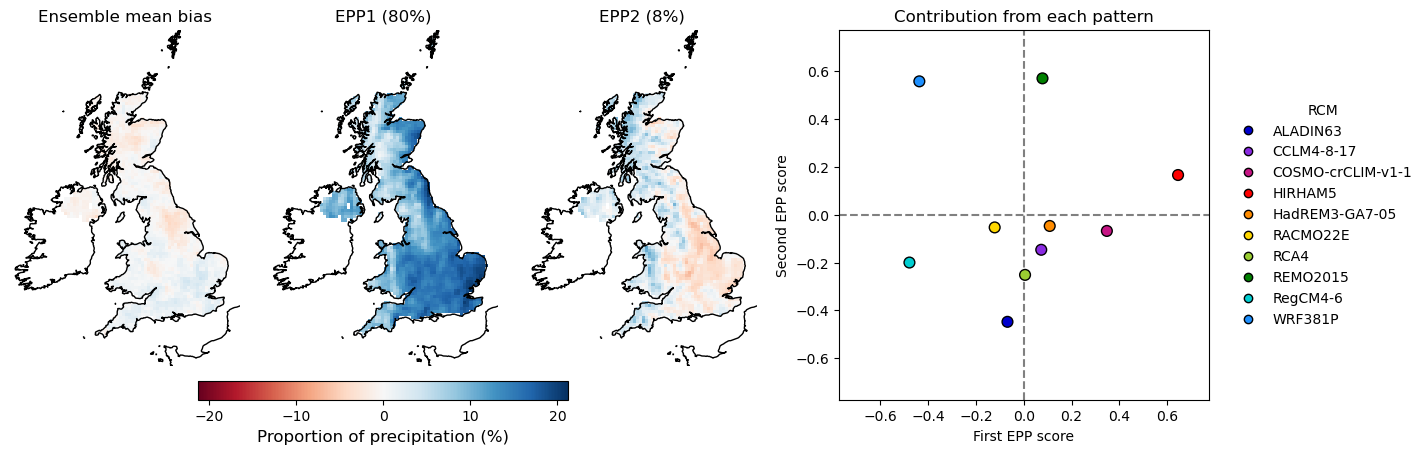 Ensemble mean bias
EPP1 (80%)
EPP2 (8%)
−20
−10
0
10
20
Proportion of precipitation (%)
Contribution from each pattern
Second EPP score
0.6
0.4
0.2
0.0
−0.2
−0.4
−0.6
−0.6
−0.4
−0.2
0.0
0.2
0.4
0.6
First EPP score
RCM
ALADIN63
CCLM4-8-17
COSMO-crCLIM-v1-1
HIRHAM5
HadREM3-GA7-05
RACMO22E
RCA4
REMO2015
RegCM4-6
WRF381P